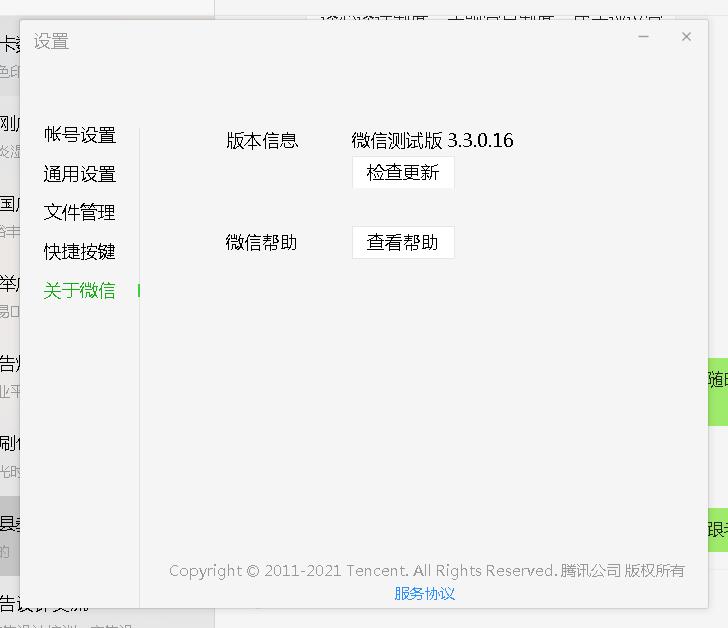 设置
帐号设置
通用设置
文件管理
快捷按键
关于微信
版本信息
微信测试版 3.3.0.16
检查更新
微信帮助
查看帮助
Copyright © 2011-2021 Tencent. All Rights Reserved. 腾讯公司 版权所有
服务协议